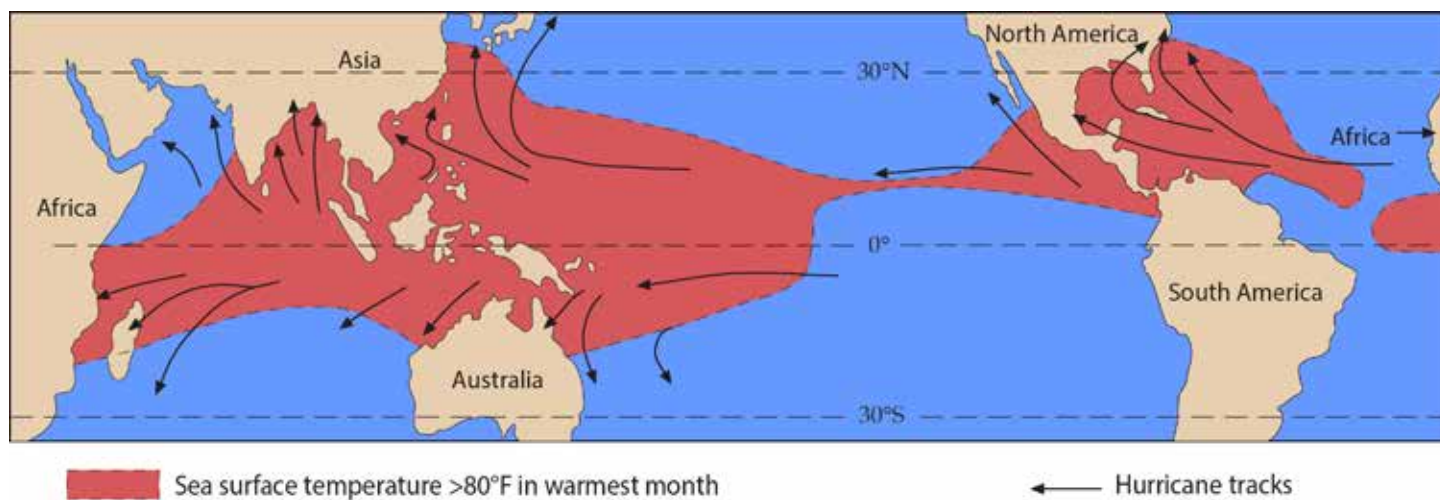 North America
Asia
30°N
Africa
Africa
0°
South America
Australia
30°S
Sea surface temperature >80°F in warmest month
Hurricane tracks